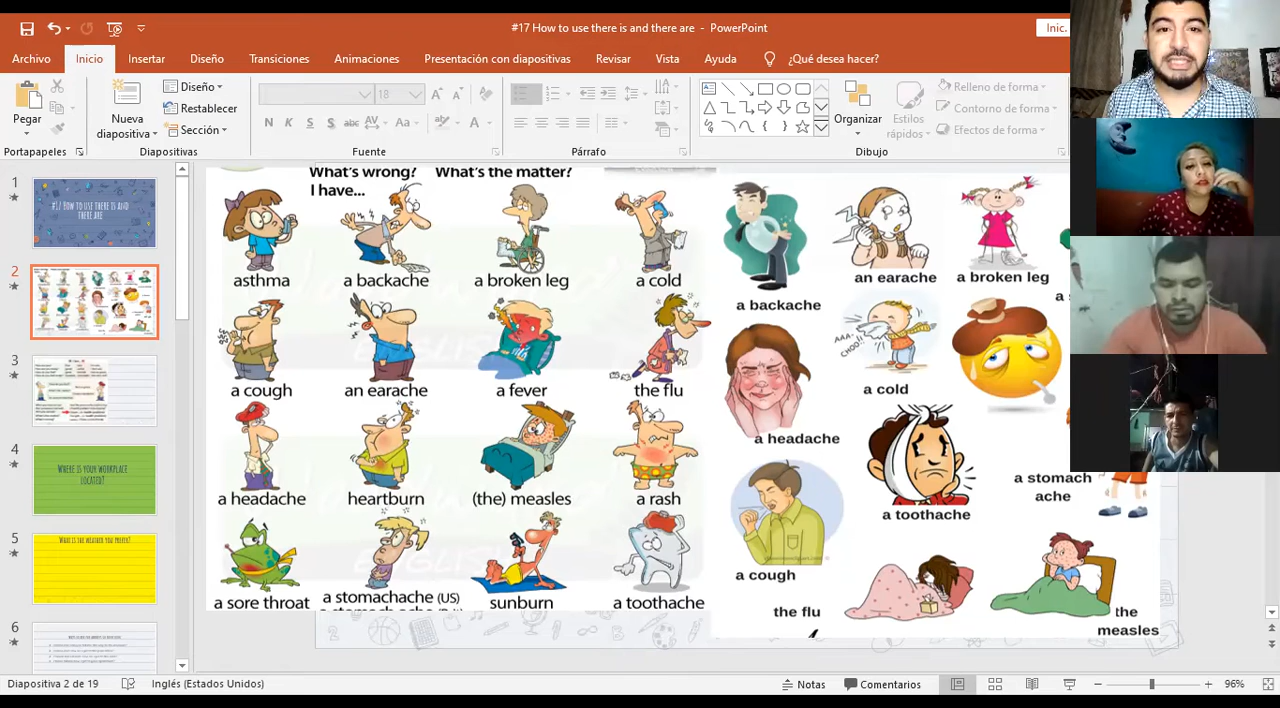 #17 How to use there is and there are - PowerPoint
Inic.
Archivo Inicio Insertar Diseño Transiciones Animaciones Presentación con diapositivas Revisar Vista Ayuda ¿Qué desea hacer?
Pegar
Nueva
diapositiva
Diseño
Restablecer
Sección
18
N K S S abc AV Aa A
Organizar
Estilos
rápidos
Relleno de forma
Contorno de forma
Efectos de forma
Portapapeles Diapositivas Fuente Párrafo Dibujo
1
#17 How to use there is and
there are
2
3
4
Where is your workplace
located?
5
What is the weather you prefer?
6
What's wrong? What's the matter?
I have...
asthma a backache a broken leg a cold
a cough an earache a fever the flu
a headache heartburn (the) measles a rash
a sore throat a stomachache (US) sunburn a toothache
a backache an earache a broken leg
AAA-
CHOO!
a cold
a headache
a toothache
a stomach
ache
a cough
the flu
the
measles
Diapositiva 2 de 19 Inglés (Estados Unidos) Notas Comentarios 96%